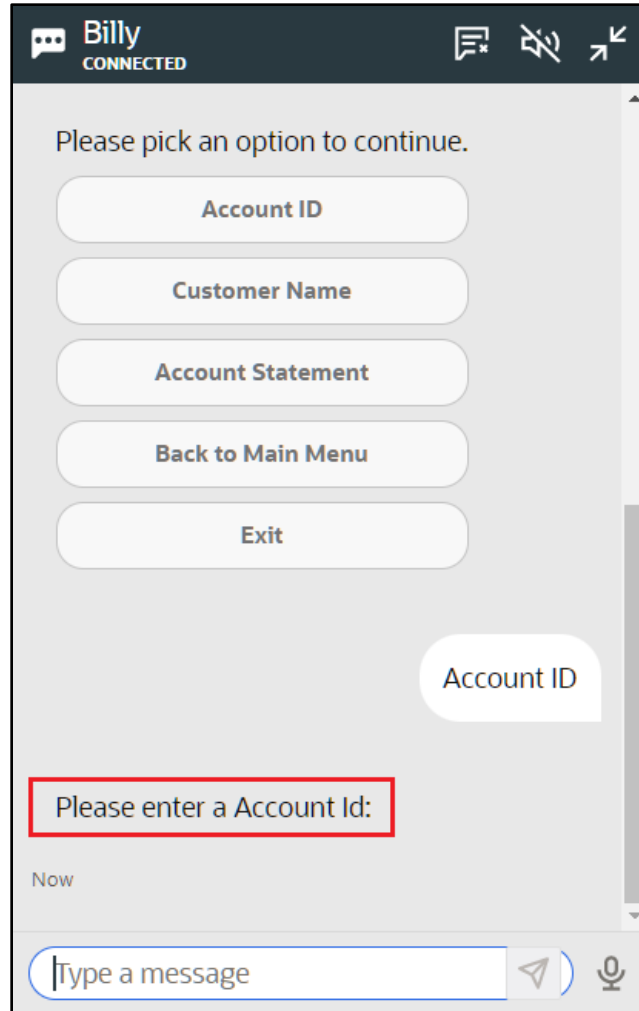 Billy
CONNECTED
Please pick an option to continue.
Account ID
Customer Name
Account Statement
Back to Main Menu
Exit
Account ID
Please enter a Account Id:
Now
Type a message